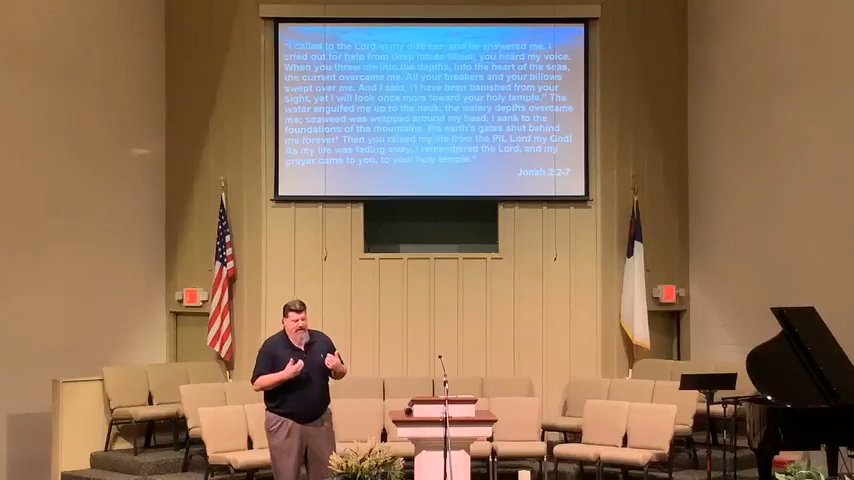 "I called to the Lord in my distress, and he answered me. I
cried out for help from deep inside Sheol; you heard my voice.
When you threw me into the depths, into the heart of the seas,
the current overcame me. All your breakers and your billows
swept over me. And I said, "I have been banished from your
sight, yet I will look once more toward your holy temple." The
water engulfed me up to the neck, the watery depths overcame
me; seaweed was wrapped around my head. I sank to the
foundations of the mountains, the earth's gates shut behind
me forever! Then you raised my life from the Pit, Lord my God!
As my life was fading away, I remembered the Lord, and my
prayer came to you, to your holy temple."
Jonah 2:2-7
EXIT
EXIT